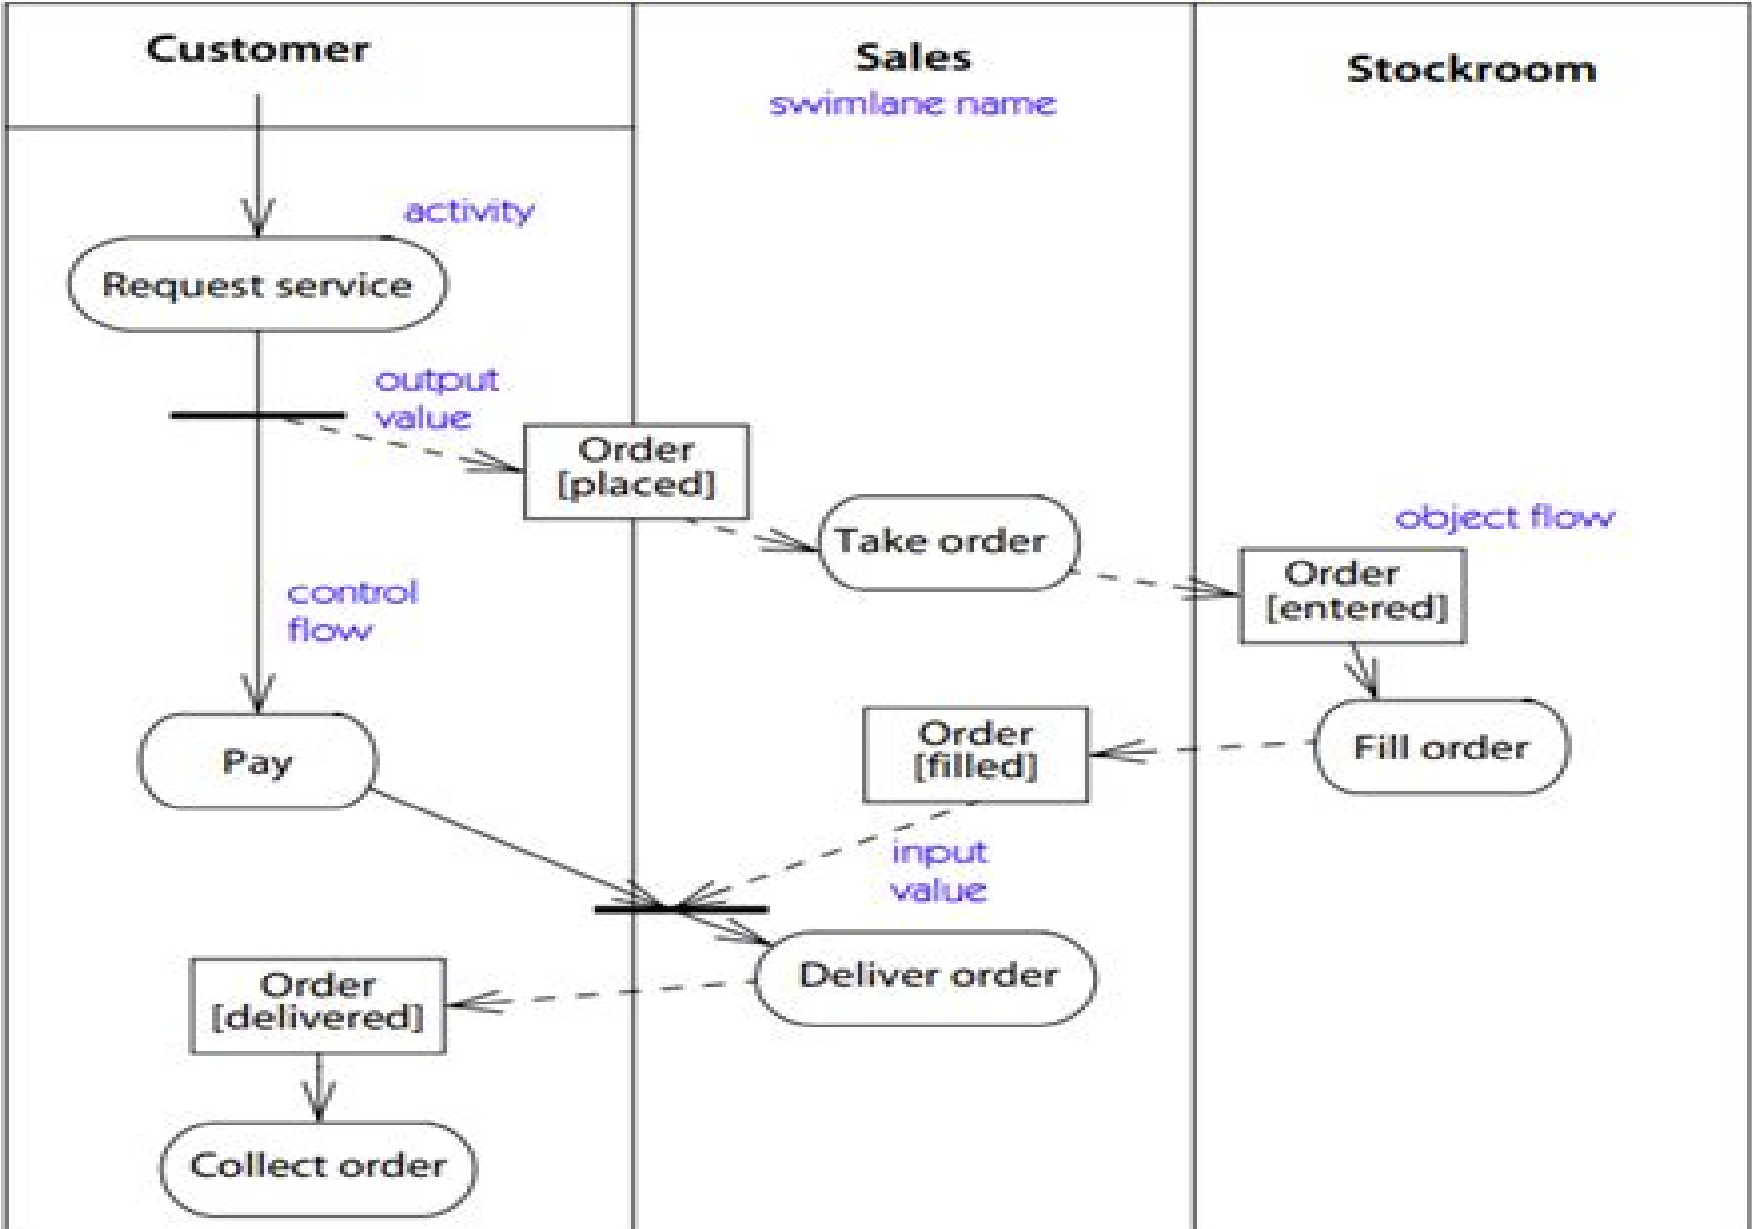 Customer
Sales
swimlane name
Stockroom
activity
Request service
output
value
Order
[placed]
Take order
object flow
Order
[entered]
control
flow
Order
[filled]
Fill order
Pay
input
value
Deliver order
Order
[delivered]
Collect order